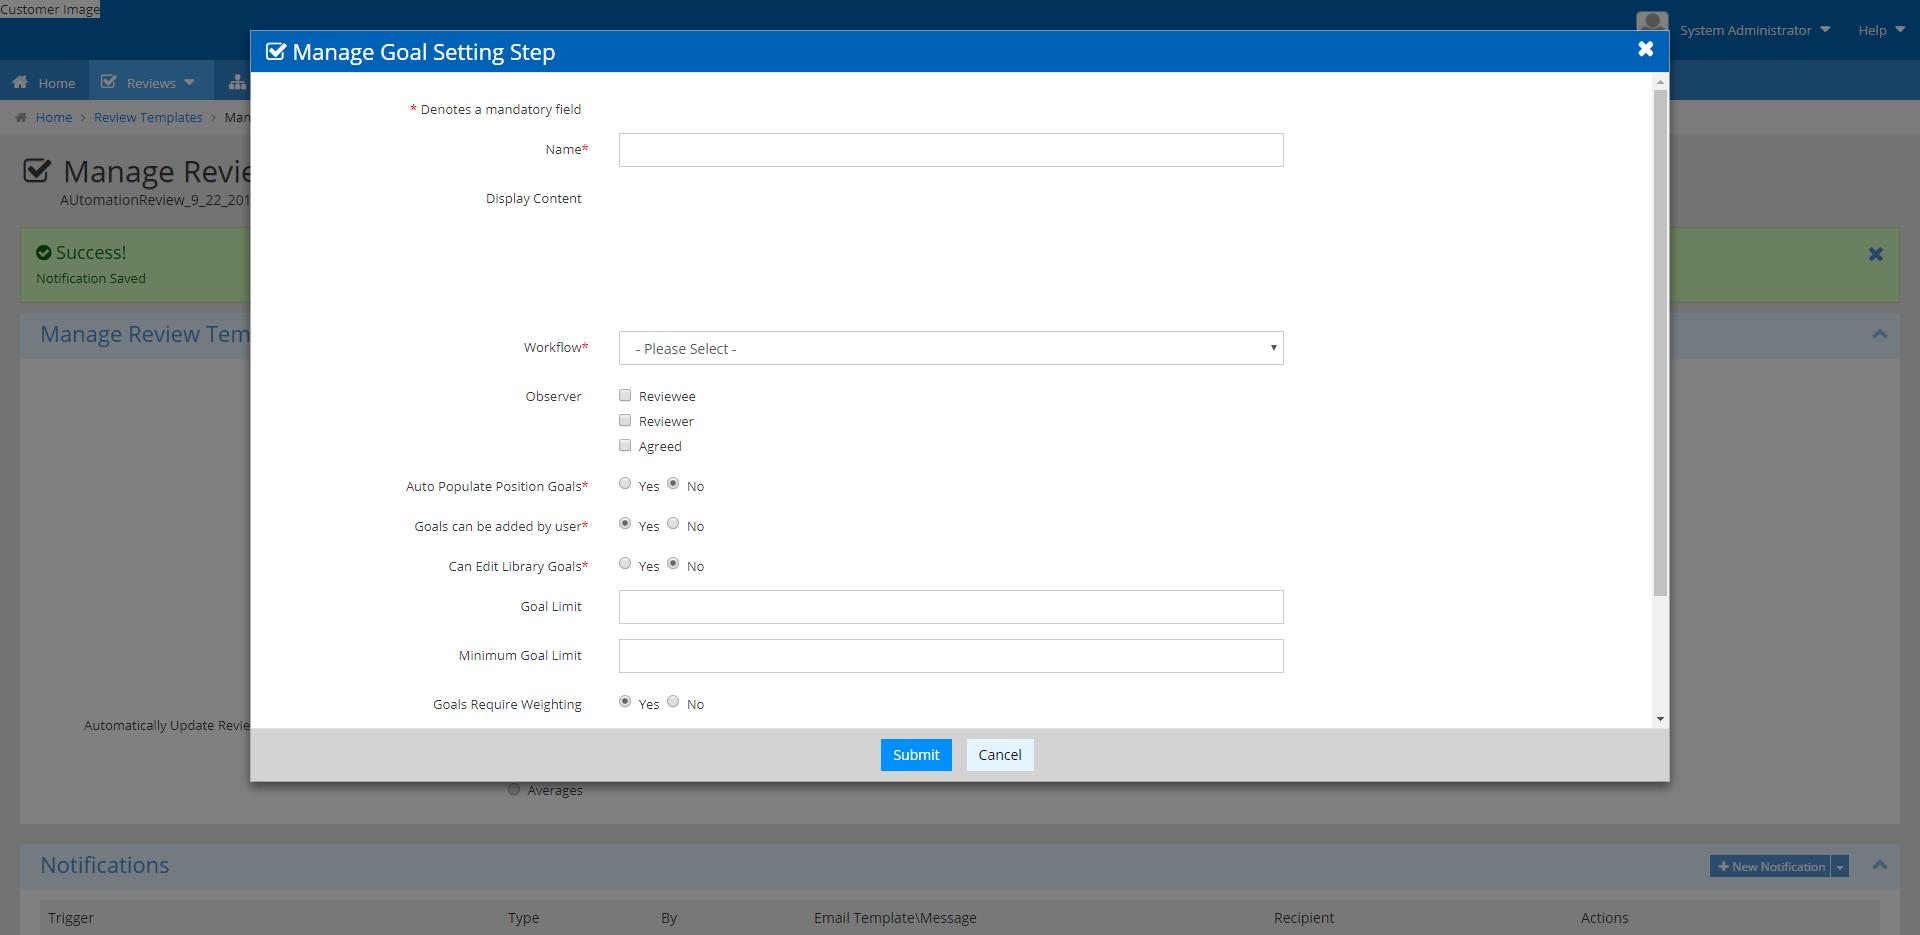 Customer Image
System Administrator
Help
Home
Reviews
Home > Review Templates > Man
Manage Revie
AUtomationReview_9_22_201
Success!
Notification Saved
Manage Review Tem
Automatically Update Revie
Averages
Manage Goal Setting Step
* Denotes a mandatory field
Name*
Display Content
Workflow*
- Please Select -
Observer
Reviewee
Reviewer
Agreed
Auto Populate Position Goals* Yes No
Goals can be added by user* Yes No
Can Edit Library Goals* Yes No
Goal Limit
Minimum Goal Limit
Goals Require Weighting Yes No
Submit Cancel
Notifications
New Notification
Trigger Type By Email Template\Message Recipient Actions